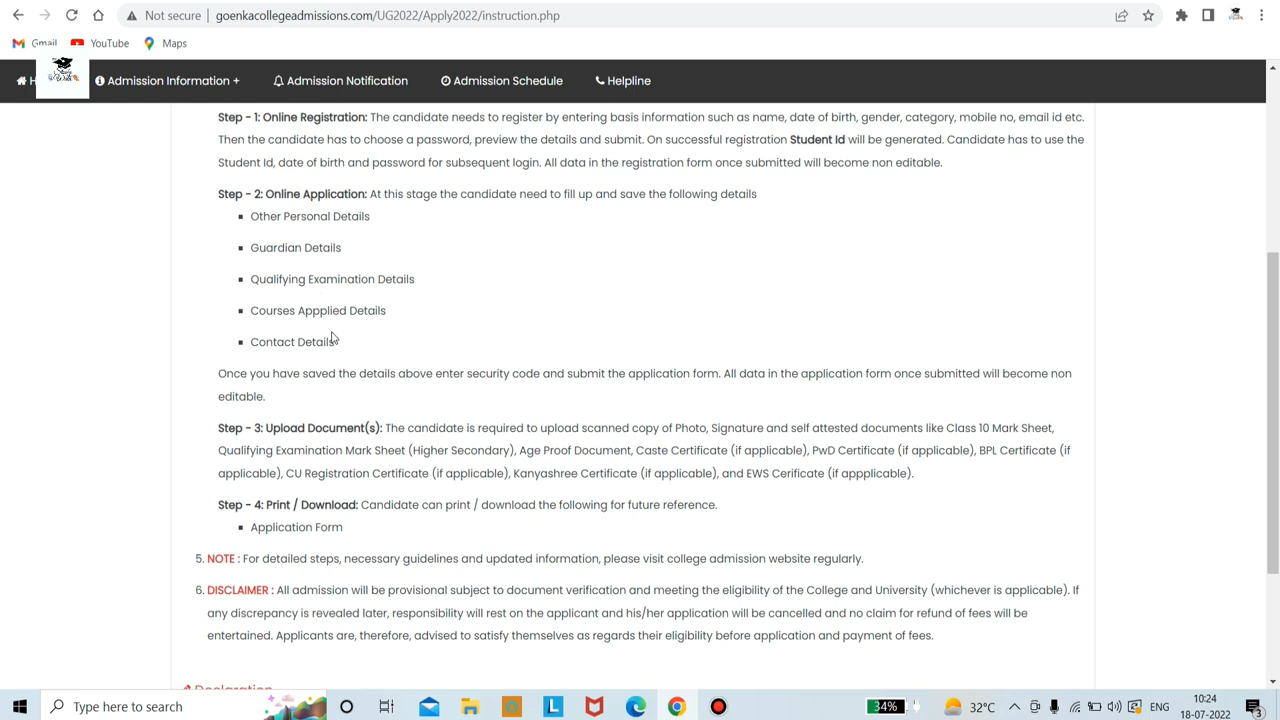 Not secure | goenkacollegeadmissions.com/UG2022/Apply2022/instruction.php
Gmail YouTube Maps
H Admission Information + Admission Notification Admission Schedule Helpline
Step - 1: Online Registration: The candidate needs to register by entering basis information such as name, date of birth, gender, category, mobile no, email id etc.
Then the candidate has to choose a password, preview the details and submit. On successful registration Student Id will be generated. Candidate has to use the
Student Id, date of birth and password for subsequent login. All data in the registration form once submitted will become non editable.
Step - 2: Online Application: At this stage the candidate need to fill up and save the following details
Other Personal Details
Guardian Details
Qualifying Examination Details
Courses Appplied Details
Contact Details
Once you have saved the details above enter security code and submit the application form. All data in the application form once submitted will become non
editable.
Step - 3: Upload Document(s): The candidate is required to upload scanned copy of Photo, Signature and self attested documents like Class 10 Mark Sheet,
Qualifying Examination Mark Sheet (Higher Secondary), Age Proof Document, Caste Certificate (if applicable), PwD Certificate (if applicable), BPL Certificate (if
applicable), CU Registration Certificate (if applicable), Kanyashree Certificate (if applicable), and EWS Cerificate (if appplicable).
Step - 4: Print / Download: Candidate can print / download the following for future reference.
Application Form
5. NOTE : For detailed steps, necessary guidelines and updated information, please visit college admission website regularly.
6. DISCLAIMER : All admission will be provisional subject to document verification and meeting the eligibility of the College and University (whichever is applicable). If
any discrepancy is revealed later, responsibility will rest on the applicant and his/her application will be cancelled and no claim for refund of fees will be
entertained. Applicants are, therefore, advised to satisfy themselves as regards their eligibility before application and payment of fees.
Declaration
Type here to search
34% 32°C ENG 10:24
18-07-2022 3